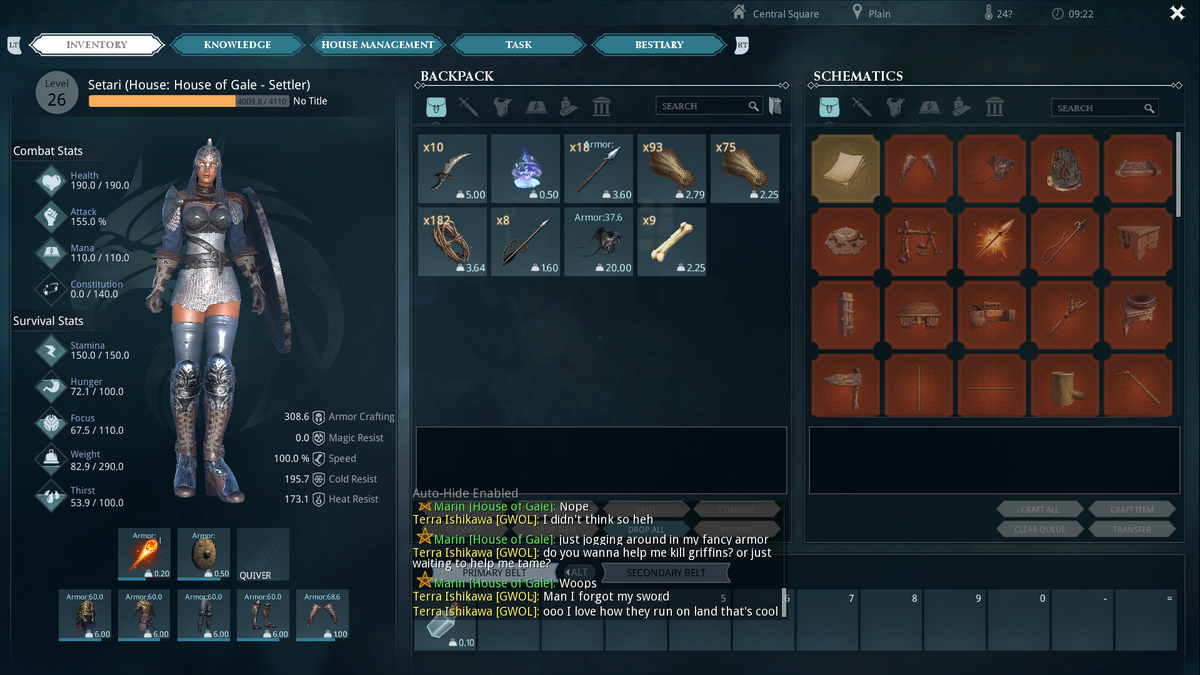 Central Square
Plain
24?
09:22
LT
INVENTORY
KNOWLEDGE
HOUSE MANAGEMENT
TASK
BESTIARY
RT
Level
26
Setari (House: House of Gale - Settler)
4009.8 / 4110
No Title
Combat Stats
Health
190.0 / 190.0
Attack
155.0 %
Mana
110.0 / 110.0
Constitution
0.0 / 140.0
Survival Stats
Stamina
150.0 / 150.0
Hunger
72.1 / 100.0
Focus
67.5 / 110.0
Weight
82.9 / 290.0
Thirst
53.9 / 100.0
308.6 Armor Crafting
0.0 Magic Resist
100.0 % Speed
195.7 Cold Resist
173.1 Heat Resist
Armor:
0.20
Armor:
0.50
QUIVER
Armor:60.0
6.00
Armor:60.0
6.00
Armor:60.0
6.00
Armor:60.0
6.00
Armor:68.6
1.00
BACKPACK
SEARCH
x10
5.00
0.50
x18
Armor:
3.60
x93
2.79
x75
2.25
x182
3.64
x8
1.60
Armor:37.6
20.00
x9
2.25
Auto-Hide Enabled
SPLIT
COMBINE
DROP ALL
Marin [House of Gale]: Nope
Terra Ishikawa [GWOL]: I didn't think so heh
Marin [House of Gale]: just jogging around in my fancy armor
Terra Ishikawa [GWOL]: do you wanna help me kill griffins? or just
waiting to help me tame?
PRIMARY BELT
ALT
SECONDARY BELT
Marin [House of Gale]: Woops
Terra Ishikawa [GWOL]: Man I forgot my sword
Terra Ishikawa [GWOL]: ooo I love how they run on land that's cool
5
6
7
8
9
0
-
=
0.10
SCHEMATICS
SEARCH
CRAFT ALL
CRAFT ITEM
CLEAR QUEUE
TRANSFER